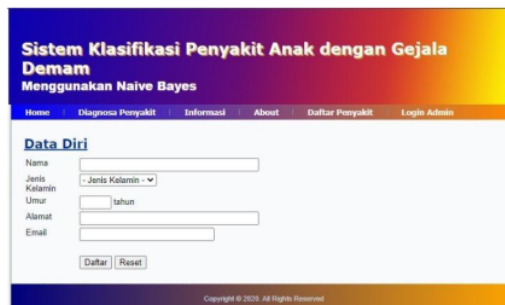 Sistem Klasifikasi Penyakit Anak dengan Gejala
Demam
Menggunakan Naive Bayes
Home | Diagnosa Penyakit | Informasi | About | Daftar Penyakit | Login Admin
Data Diri
Nama
Jenis
Kelamin
- Jenis Kelamin -
Umur
tahun
Alamat
Email
Daftar Reset
Copyright © 2020. All Rights Reserved